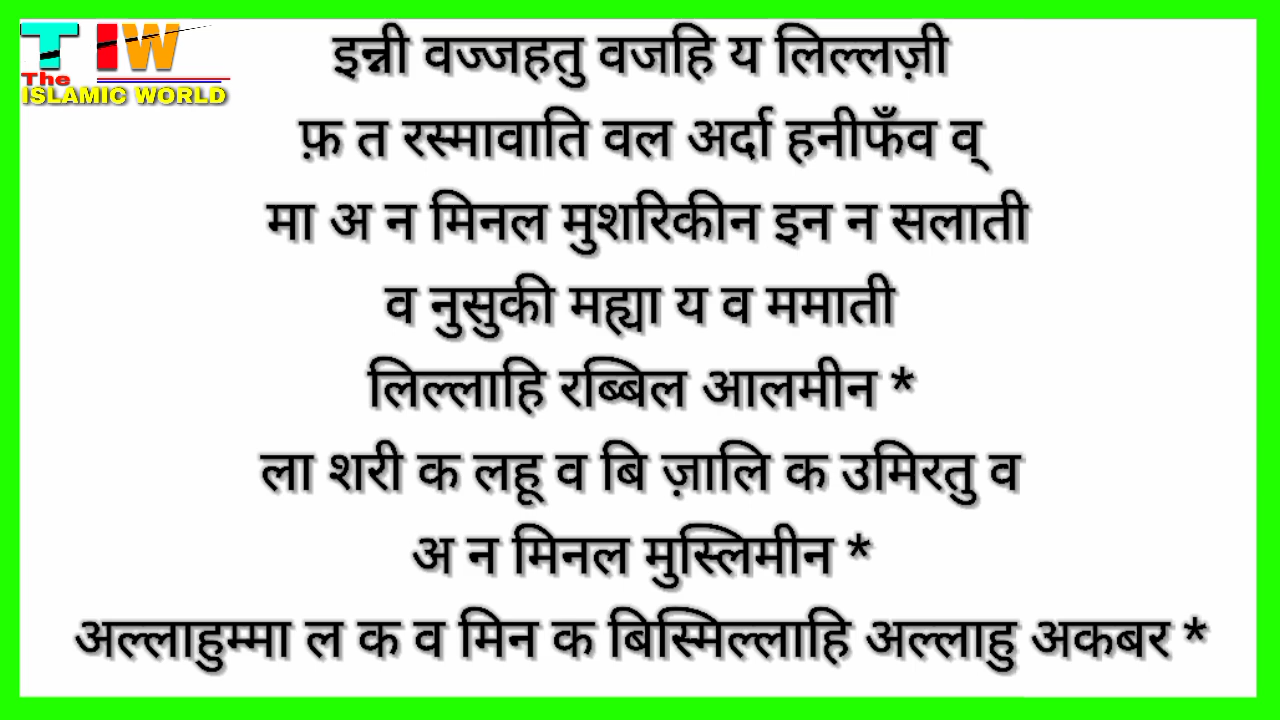 TIW
The
ISLAMIC WORLD
इन्नी वज्जहतु वजहि य लिल्लज़ी
फ़ त रस्मावाति वल अर्दा हनीफँव व्
मा अ न मिनल मुशरिकीन इन न सलाती
व नुसुकी मह्या य व ममाती
लिल्लाहि रब्बिल आलमीन *
ला शरी क लहू व बि ज़ालि क उमिरतु व
अ न मिनल मुस्लिमीन *
अल्लाहुम्मा ल क व मिन क बिस्मिल्लाहि अल्लाहु अकबर *